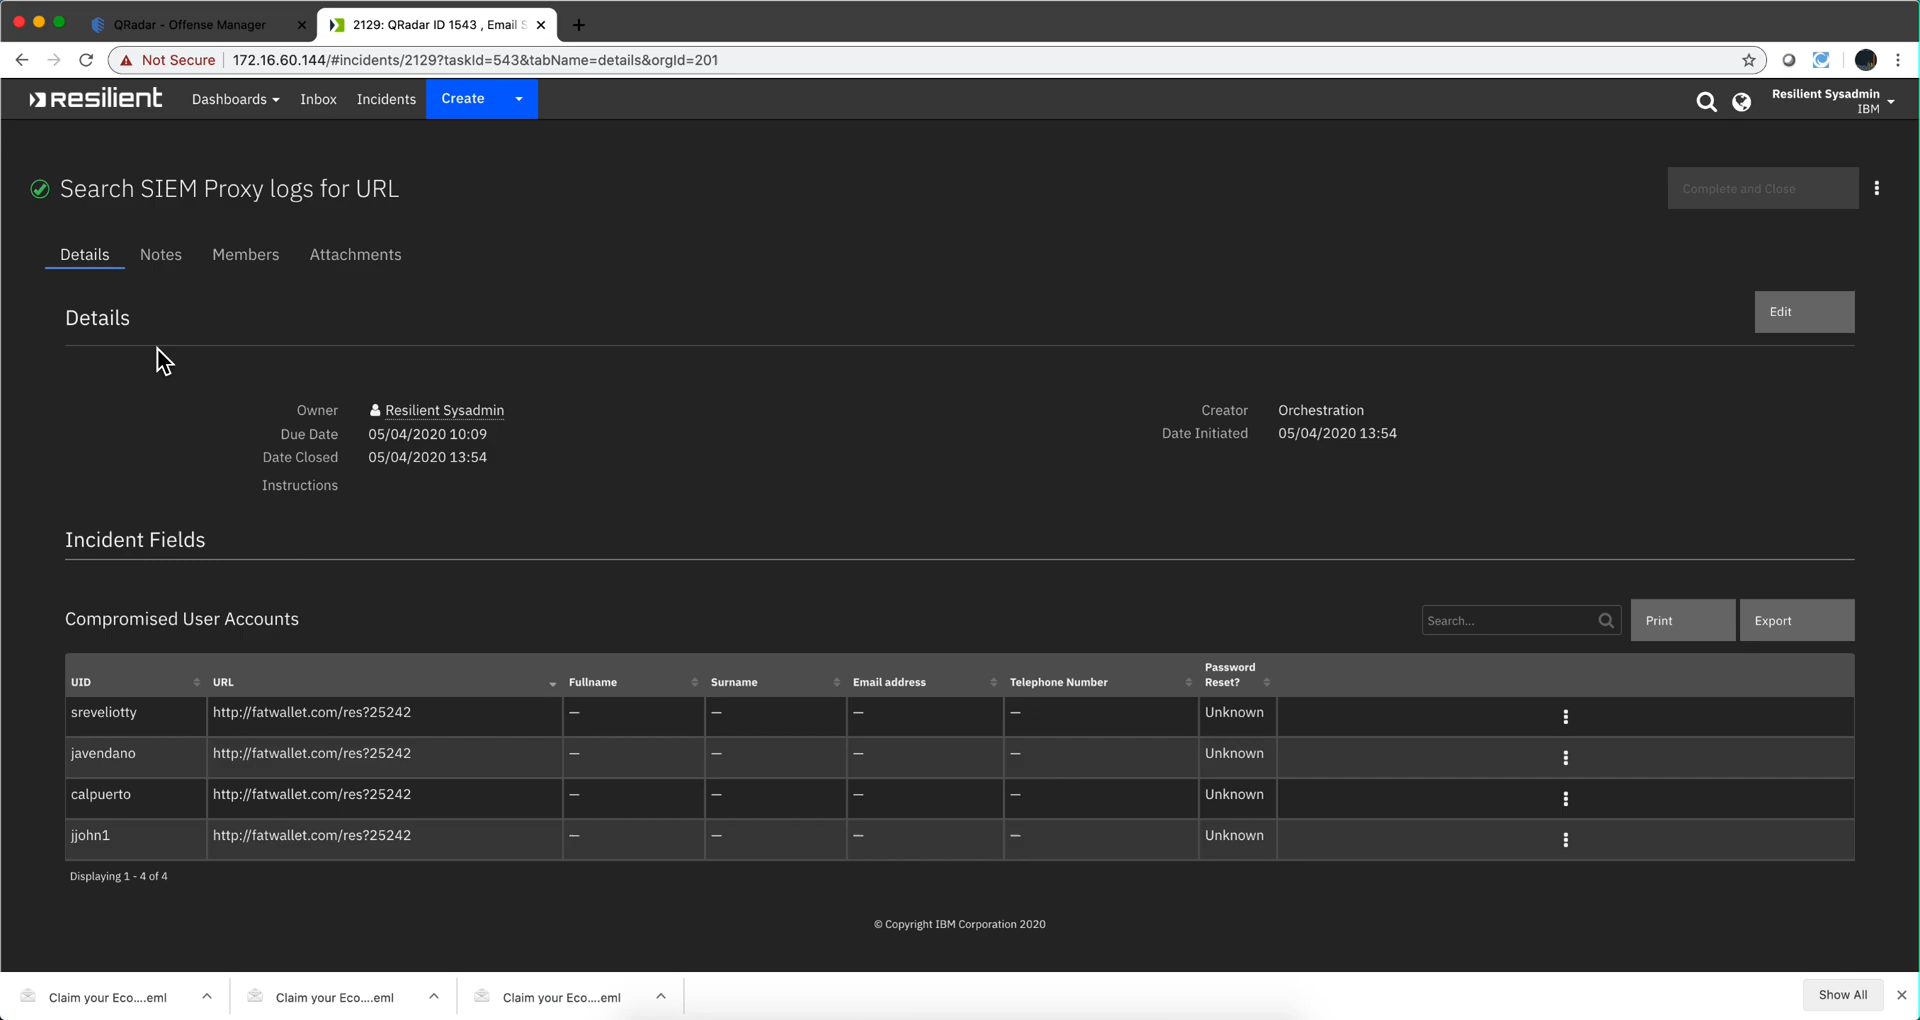 QRadar - Offense Manager
2129: QRadar ID 1543 , Email S
Not Secure
172.16.60.144/#incidents/2129?taskId=543&tabName=details&orgId=201
resilient
Dashboards
Inbox
Incidents
Create
Resilient Sysadmin
IBM
Search SIEM Proxy logs for URL
Complete and Close
Details
Notes
Members
Attachments
Details
Edit
Owner
Resilient Sysadmin
Creator
Orchestration
Due Date
05/04/2020 10:09
Date Initiated
05/04/2020 13:54
Date Closed
05/04/2020 13:54
Instructions
Incident Fields
Compromised User Accounts
Search...
Print
Export
UID URL Fullname Surname Email address Telephone Number Password Reset?
sreveliotty http://fatwallet.com/res?25242 — — — — Unknown
javendano http://fatwallet.com/res?25242 — — — — Unknown
calpuerto http://fatwallet.com/res?25242 — — — — Unknown
jjohn1 http://fatwallet.com/res?25242 — — — — Unknown
Displaying 1 - 4 of 4
© Copyright IBM Corporation 2020
Claim your Eco....eml
Claim your Eco....eml
Claim your Eco....eml
Show All